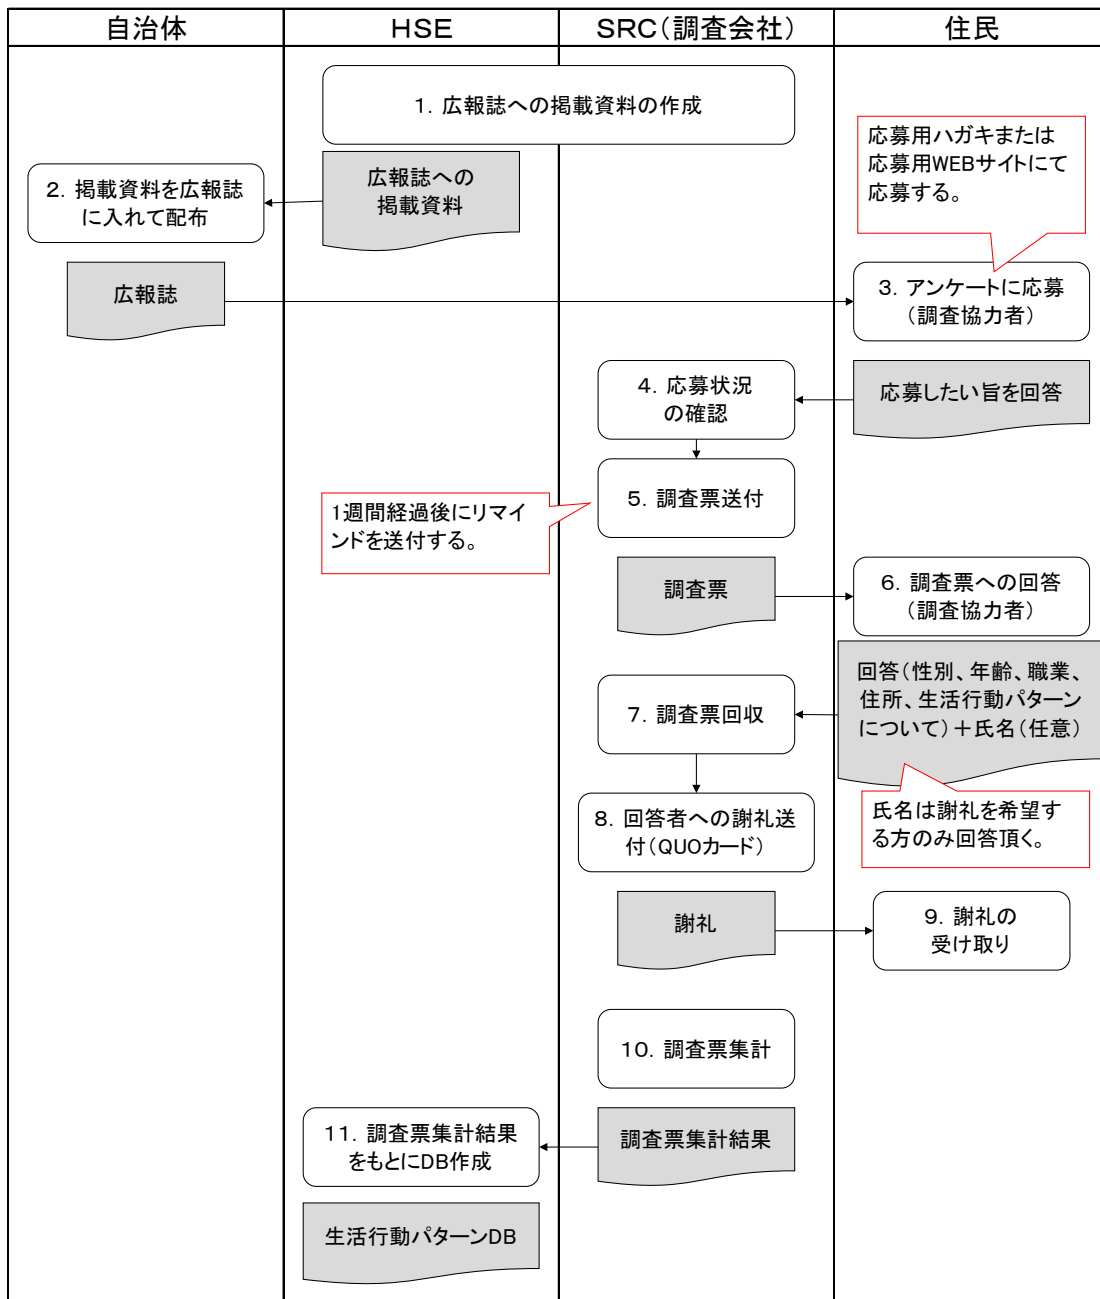 自治体
HSE
SRC（調査会社）
住民
1．広報誌への掲載資料の作成
応募用ハガキまたは
応募用WEBサイトにて
応募する。
2．掲載資料を広報誌
に入れて配布
広報誌への
掲載資料
広報誌
3．アンケートに応募
（調査協力者）
4．応募状況
の確認
応募したい旨を回答
5．調査票送付
1週間経過後にリマイ
ンドを送付する。
調査票
6．調査票への回答
（調査協力者）
回答（性別、年齢、職業、
住所、生活行動パターン
について）＋氏名（任意）
7．調査票回収
8．回答者への謝礼送
付（QUOカード）
氏名は謝礼を希望す
る方のみ回答頂く。
謝礼
9．謝礼の
受け取り
10．調査票集計
11．調査票集計結果
をもとにDB作成
調査票集計結果
生活行動パターンDB